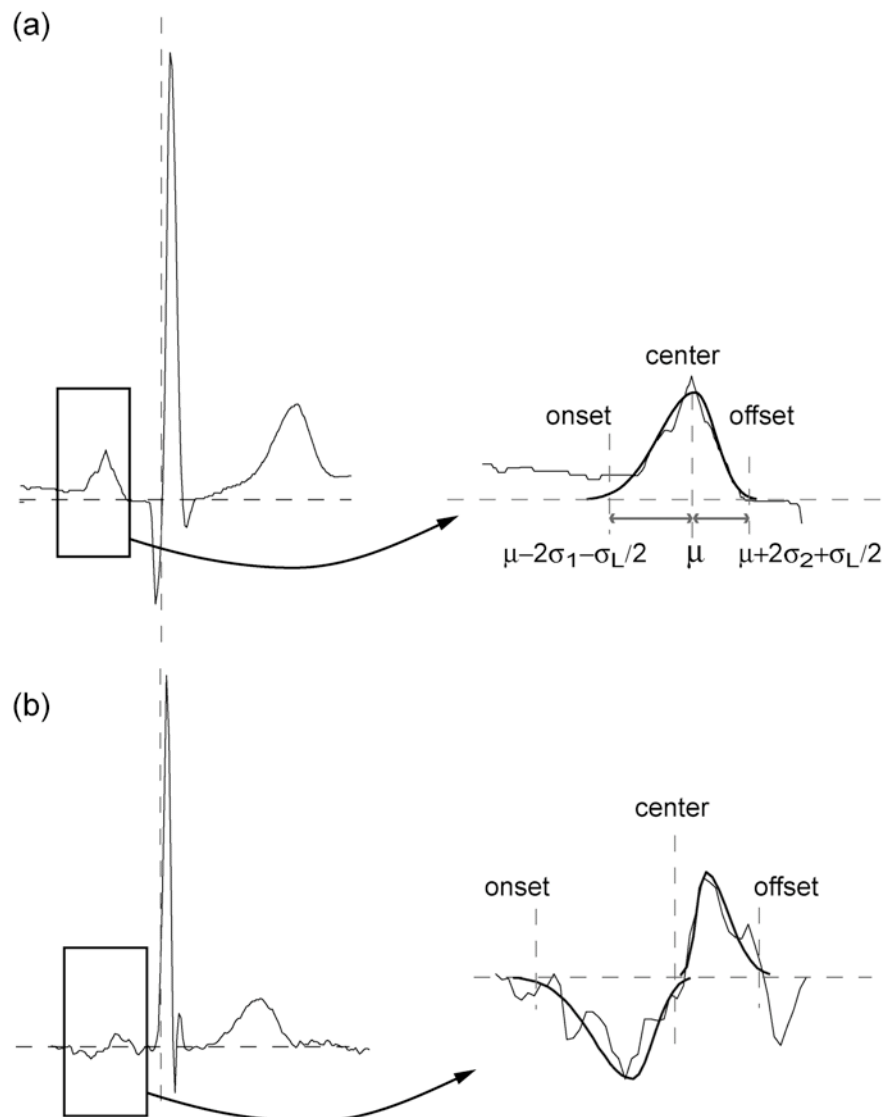 (a)
center
onset
offset
μ−2σ₁−σL/2
μ
μ+2σ₂+σL/2
(b)
center
onset
offset